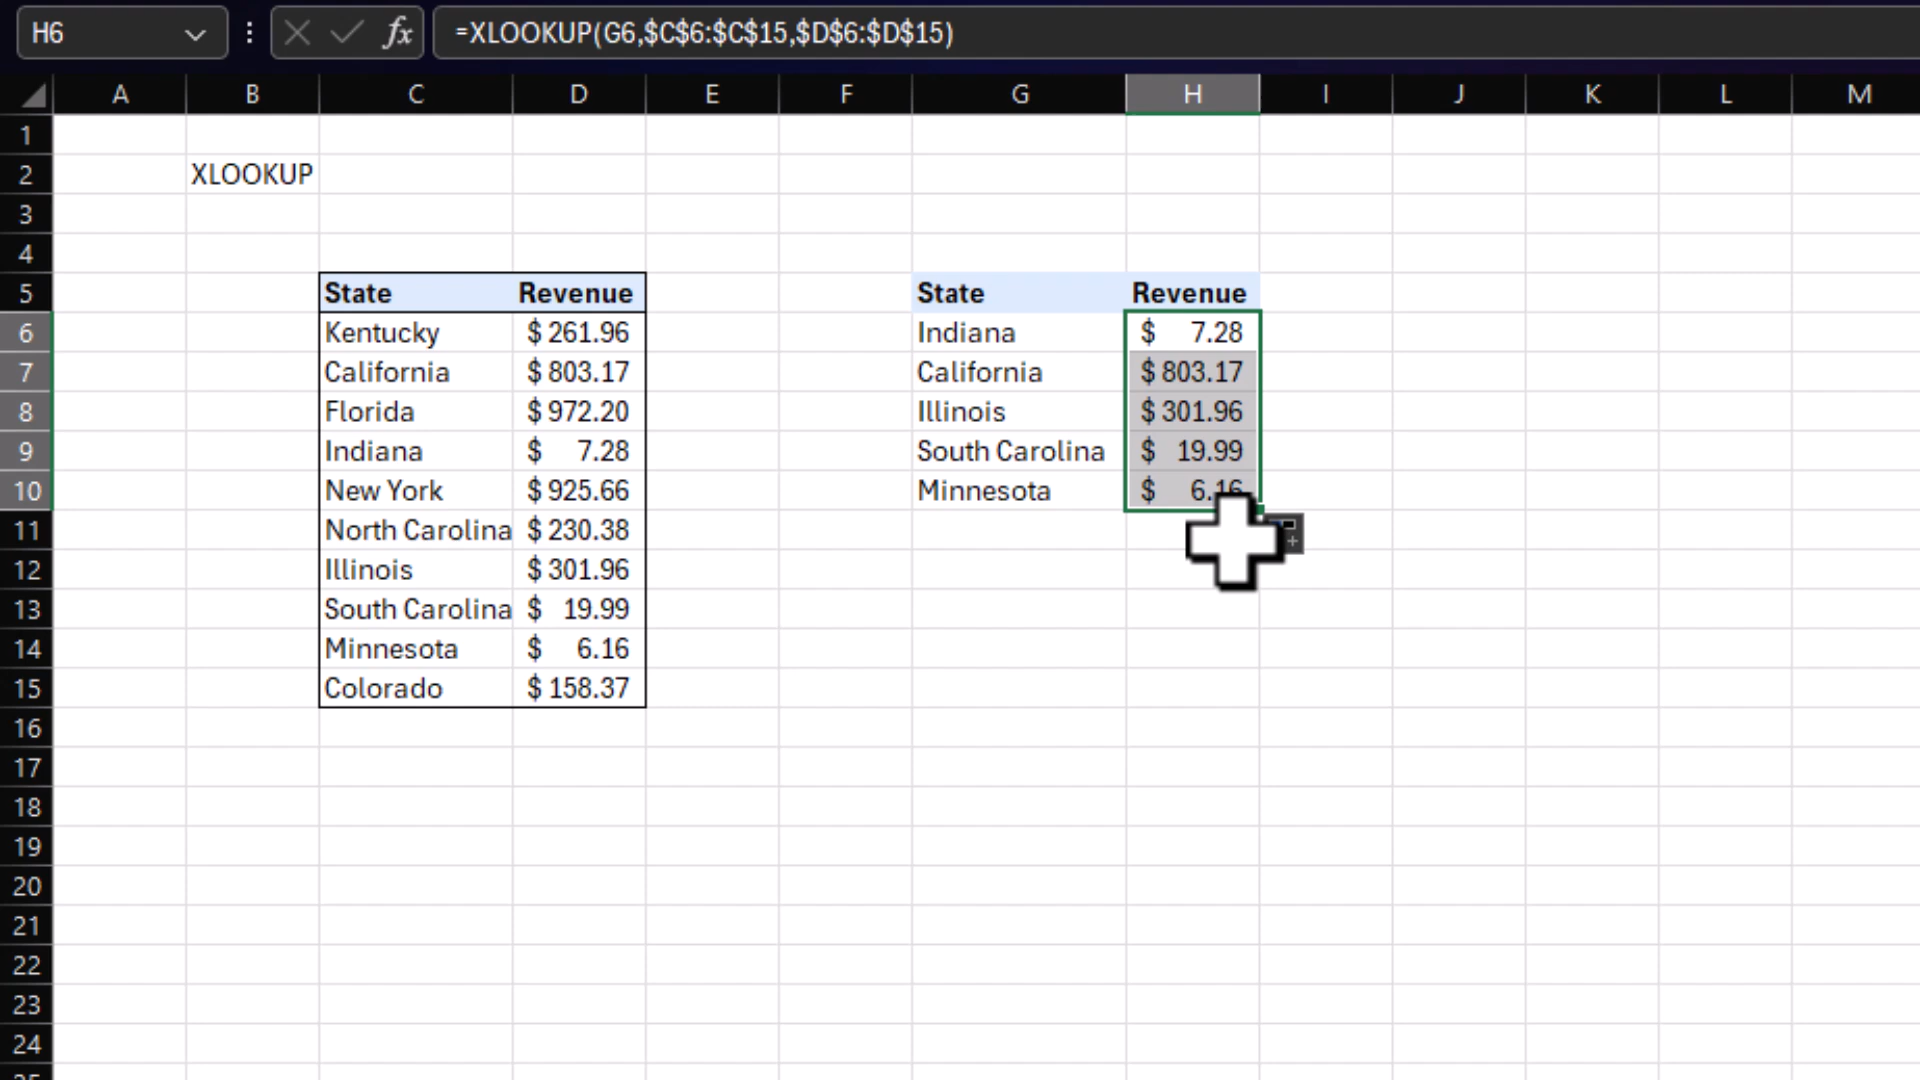 H6 fx =XLOOKUP(G6,$C$6:$C$15,$D$6:$D$15)
A B C D E F G H I J K L M
1
2 XLOOKUP
3
4
5 State Revenue State Revenue
6 Kentucky $ 261.96 Indiana $ 7.28
7 California $ 803.17 California $ 803.17
8 Florida $ 972.20 Illinois $ 301.96
9 Indiana $ 7.28 South Carolina $ 19.99
10 New York $ 925.66 Minnesota $ 6.16
11 North Carolina $ 230.38
12 Illinois $ 301.96
13 South Carolina $ 19.99
14 Minnesota $ 6.16
15 Colorado $ 158.37
16
17
18
19
20
21
22
23
24